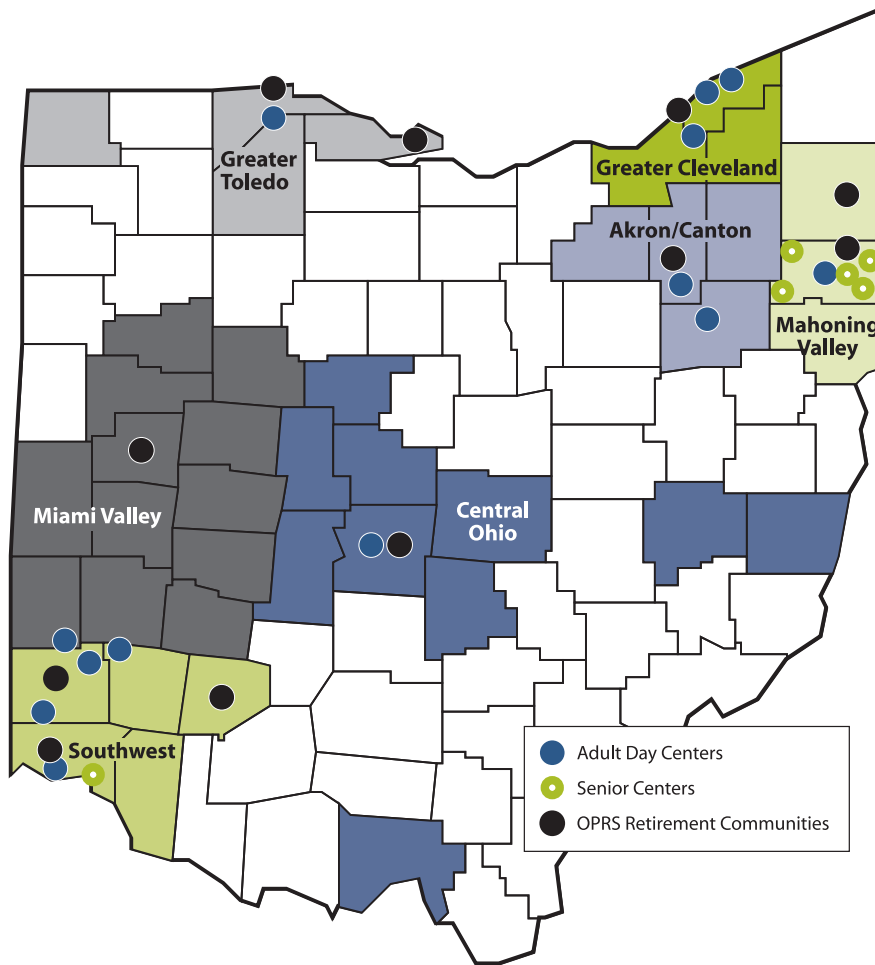 Greater
Toledo
Greater Cleveland
Akron/Canton
Mahoning
Valley
Miami Valley
Central
Ohio
Southwest
Adult Day Centers
Senior Centers
OPRS Retirement Communities